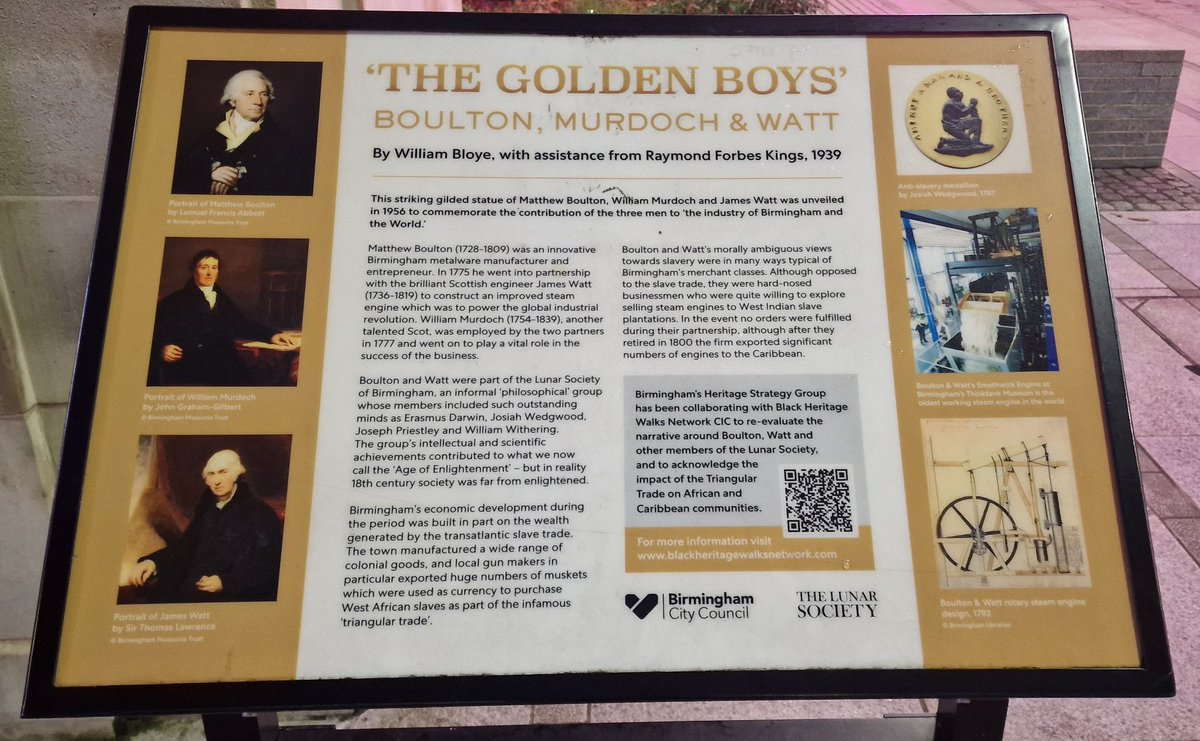 'THE GOLDEN BOYS'
BOULTON, MURDOCH & WATT
By William Bloye, with assistance from Raymond Forbes Kings, 1939
This striking gilded statue of Matthew Boulton, William Murdoch and James Watt was unveiled
in 1956 to commemorate the contribution of the three men to 'the industry of Birmingham and
the World.'
Matthew Boulton (1728-1809) was an innovative
Birmingham metalware manufacturer and
entrepreneur. In 1775 he went into partnership
with the brilliant Scottish engineer James Watt
(1736-1819) to construct an improved steam
engine which was to power the global industrial
revolution. William Murdoch (1754-1839), another
talented Scot, was employed by the two partners
in 1777 and went on to play a vital role in the
success of the business.
Boulton and Watt were part of the Lunar Society
of Birmingham, an informal 'philosophical' group
whose members included such outstanding
minds as Erasmus Darwin, Josiah Wedgwood,
Joseph Priestley and William Withering.
The group's intellectual and scientific
achievements contributed to what we now
call the 'Age of Enlightenment' – but in reality
18th century society was far from enlightened.
Birmingham's economic development during
the period was built in part on the wealth
generated by the transatlantic slave trade.
The town manufactured a wide range of
colonial goods, and local gun makers in
particular exported huge numbers of muskets
which were used as currency to purchase
West African slaves as part of the infamous
'triangular trade'.
Boulton and Watt's morally ambiguous views
towards slavery were in many ways typical of
Birmingham's merchant classes. Although opposed
to the slave trade, they were hard-nosed
businessmen who were quite willing to explore
selling steam engines to West Indian slave
plantations. In the event no orders were fulfilled
during their partnership, although after they
retired in 1800 the firm exported significant
numbers of engines to the Caribbean.
Birmingham's Heritage Strategy Group
has been collaborating with Black Heritage
Walks Network CIC to re-evaluate the
narrative around Boulton, Watt and
other members of the Lunar Society,
and to acknowledge the
impact of the Triangular
Trade on African and
Caribbean communities.
For more information visit
www.blackheritagewalksnetwork.com
Birmingham
City Council
THE LUNAR
SOCIETY
Portrait of Matthew Boulton
by Lemuel Francis Abbott
© Birmingham Museums Trust
Portrait of William Murdoch
by John Graham-Gilbert
© Birmingham Museums Trust
Portrait of James Watt
by Sir Thomas Lawrence
© Birmingham Museums Trust
Anti-slavery medallion
by Josiah Wedgwood, 1787
Boulton & Watt's Smethwick Engine at
Birmingham's Thinktank Museum is the
oldest working steam engine in the world
Boulton & Watt rotary steam engine
design, 1792
© Birmingham Libraries